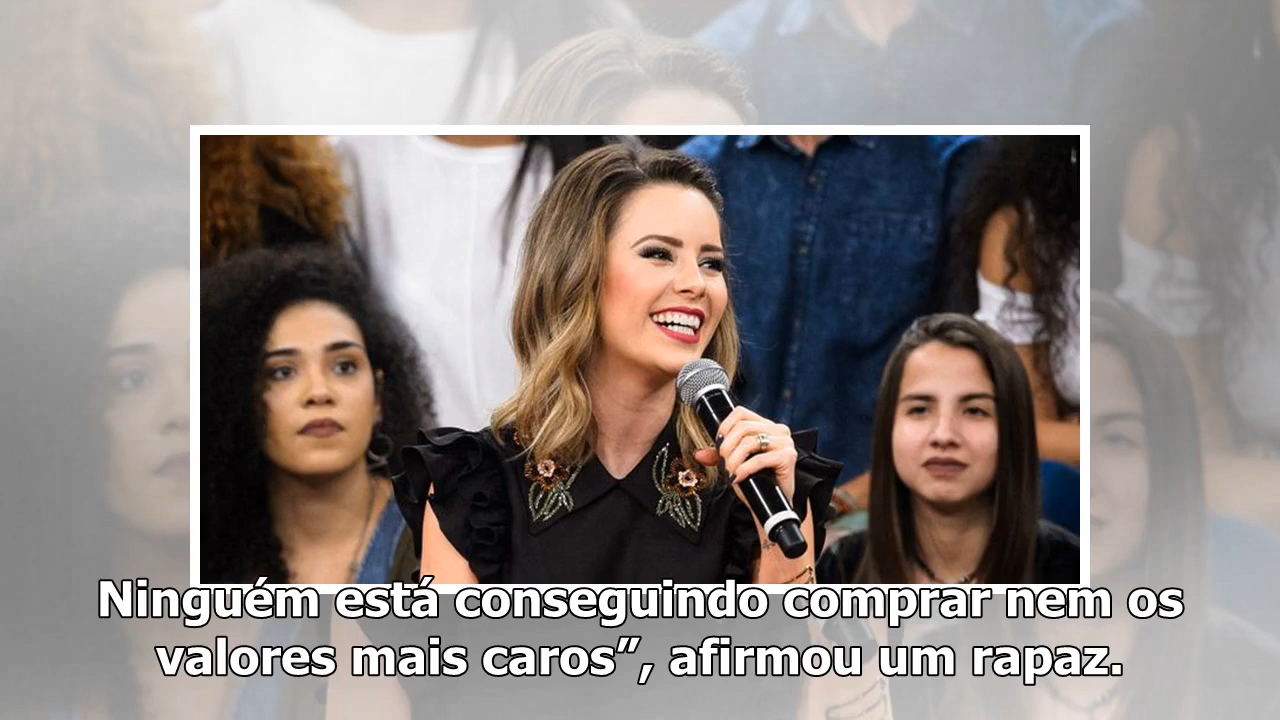 Ninguém está conseguindo comprar nem os
valores mais caros”, afirmou um rapaz.